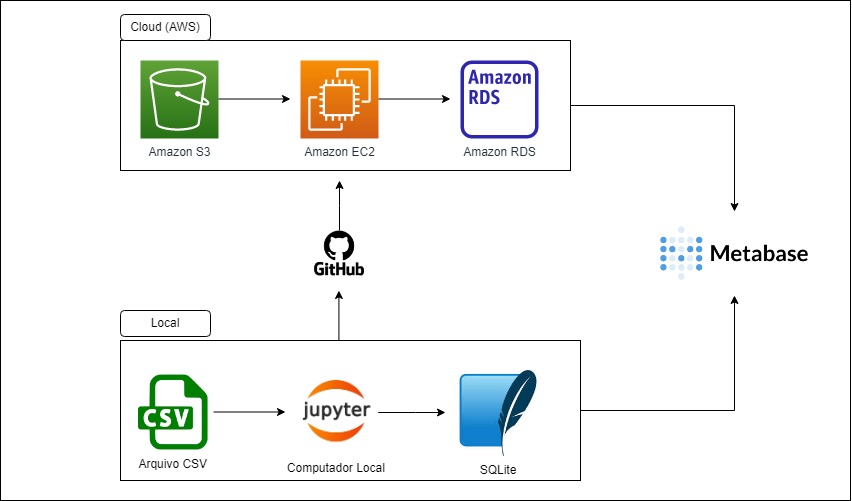 Cloud (AWS)
Amazon
RDS
Amazon S3
Amazon EC2
Amazon RDS
GitHub
Metabase
Local
CSV
jupyter
Arquivo CSV
Computador Local
SQLite